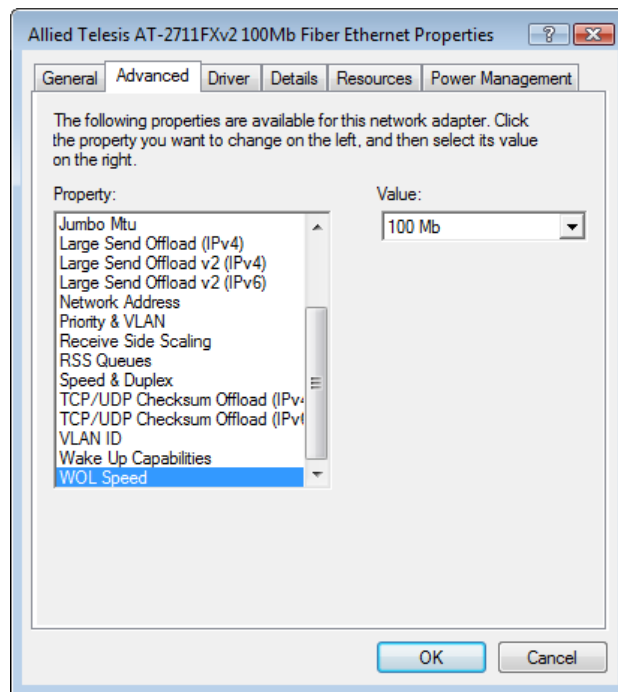 Allied Telesis AT-2711FXv2 100Mb Fiber Ethernet Properties
General Advanced Driver Details Resources Power Management
The following properties are available for this network adapter. Click
the property you want to change on the left, and then select its value
on the right.
Property:
Value:
Jumbo Mtu
Large Send Offload (IPv4)
Large Send Offload v2 (IPv4)
Large Send Offload v2 (IPv6)
Network Address
Priority & VLAN
Receive Side Scaling
RSS Queues
Speed & Duplex
TCP/UDP Checksum Offload (IPv4
TCP/UDP Checksum Offload (IPv6
VLAN ID
Wake Up Capabilities
WOL Speed
100 Mb
OK
Cancel